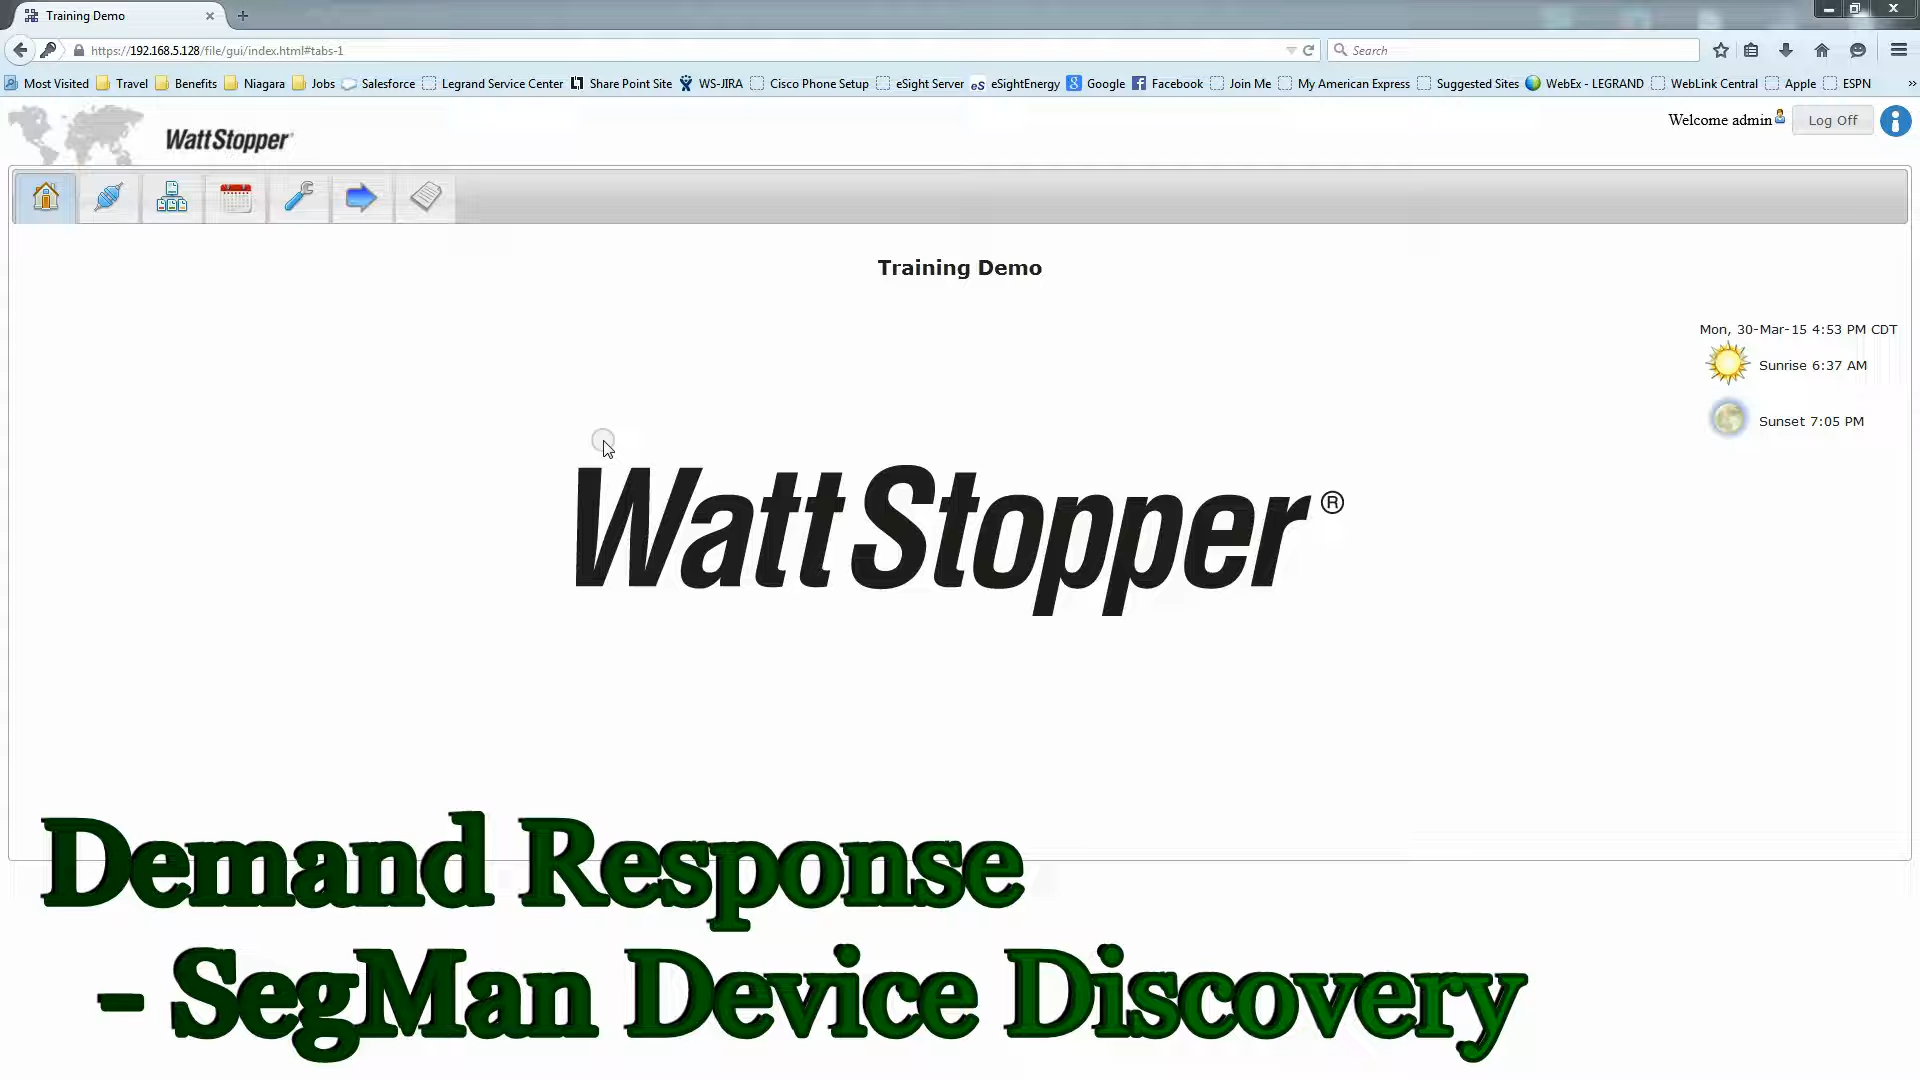 Training Demo
https://192.168.5.128/file/gui/index.html#tabs-1
Search
Most Visited Travel Benefits Niagara Jobs Salesforce Legrand Service Center Share Point Site WS-JIRA Cisco Phone Setup eSight Server eS eSightEnergy Google Facebook Join Me My American Express Suggested Sites WebEx - LEGRAND WebLink Central Apple ESPN »
WattStopper®
Welcome admin Log Off
Training Demo
Mon, 30-Mar-15 4:53 PM CDT
Sunrise 6:37 AM
Sunset 7:05 PM
WattStopper®
Demand Response
- SegMan Device Discovery